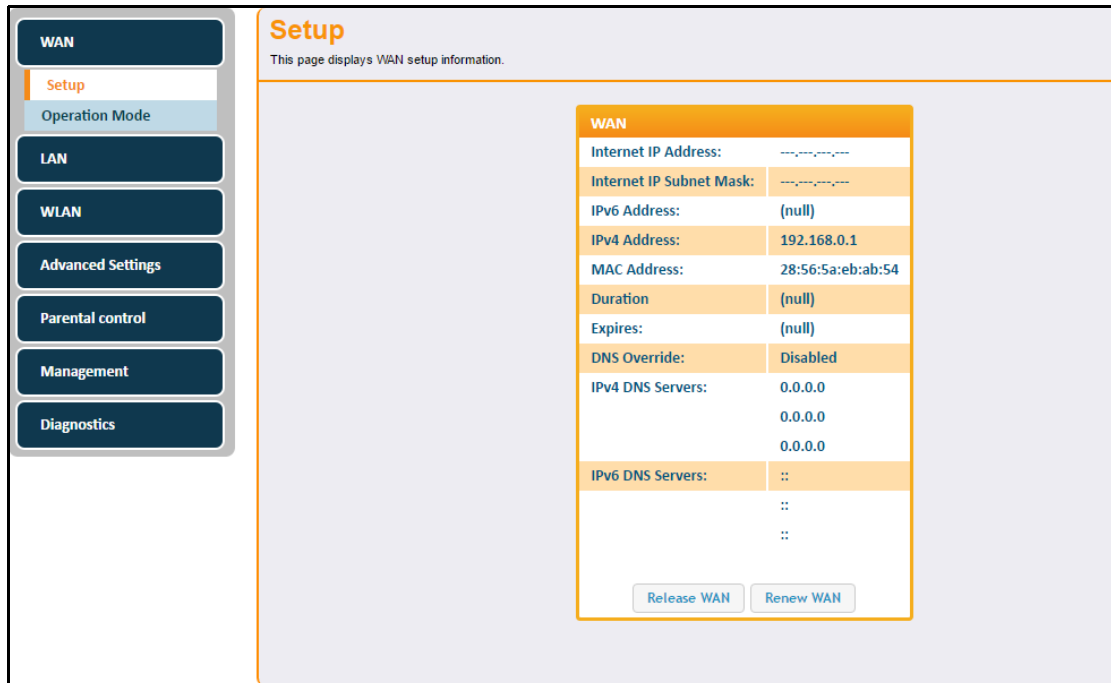 WAN
Setup
Operation Mode
LAN
WLAN
Advanced Settings
Parental control
Management
Diagnostics
Setup
This page displays WAN setup information.
WAN
Internet IP Address: ---.---.---.---
Internet IP Subnet Mask: ---.---.---.---
IPv6 Address: (null)
IPv4 Address: 192.168.0.1
MAC Address: 28:56:5a:eb:ab:54
Duration (null)
Expires: (null)
DNS Override: Disabled
IPv4 DNS Servers: 0.0.0.0
0.0.0.0
0.0.0.0
IPv6 DNS Servers: ::
::
::
Release WAN Renew WAN